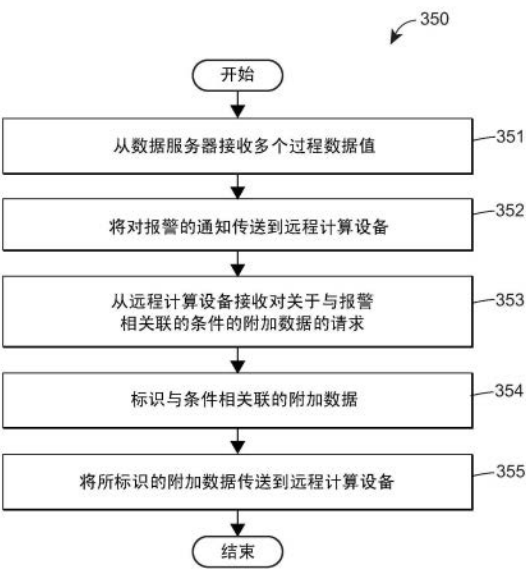 350
开始
从数据服务器接收多个过程数据值
351
将对报警的通知传送到远程计算设备
352
从远程计算设备接收对关于与报警
相关联的条件的附加数据的请求
353
标识与条件相关联的附加数据
354
将所标识的附加数据传送到远程计算设备
355
结束